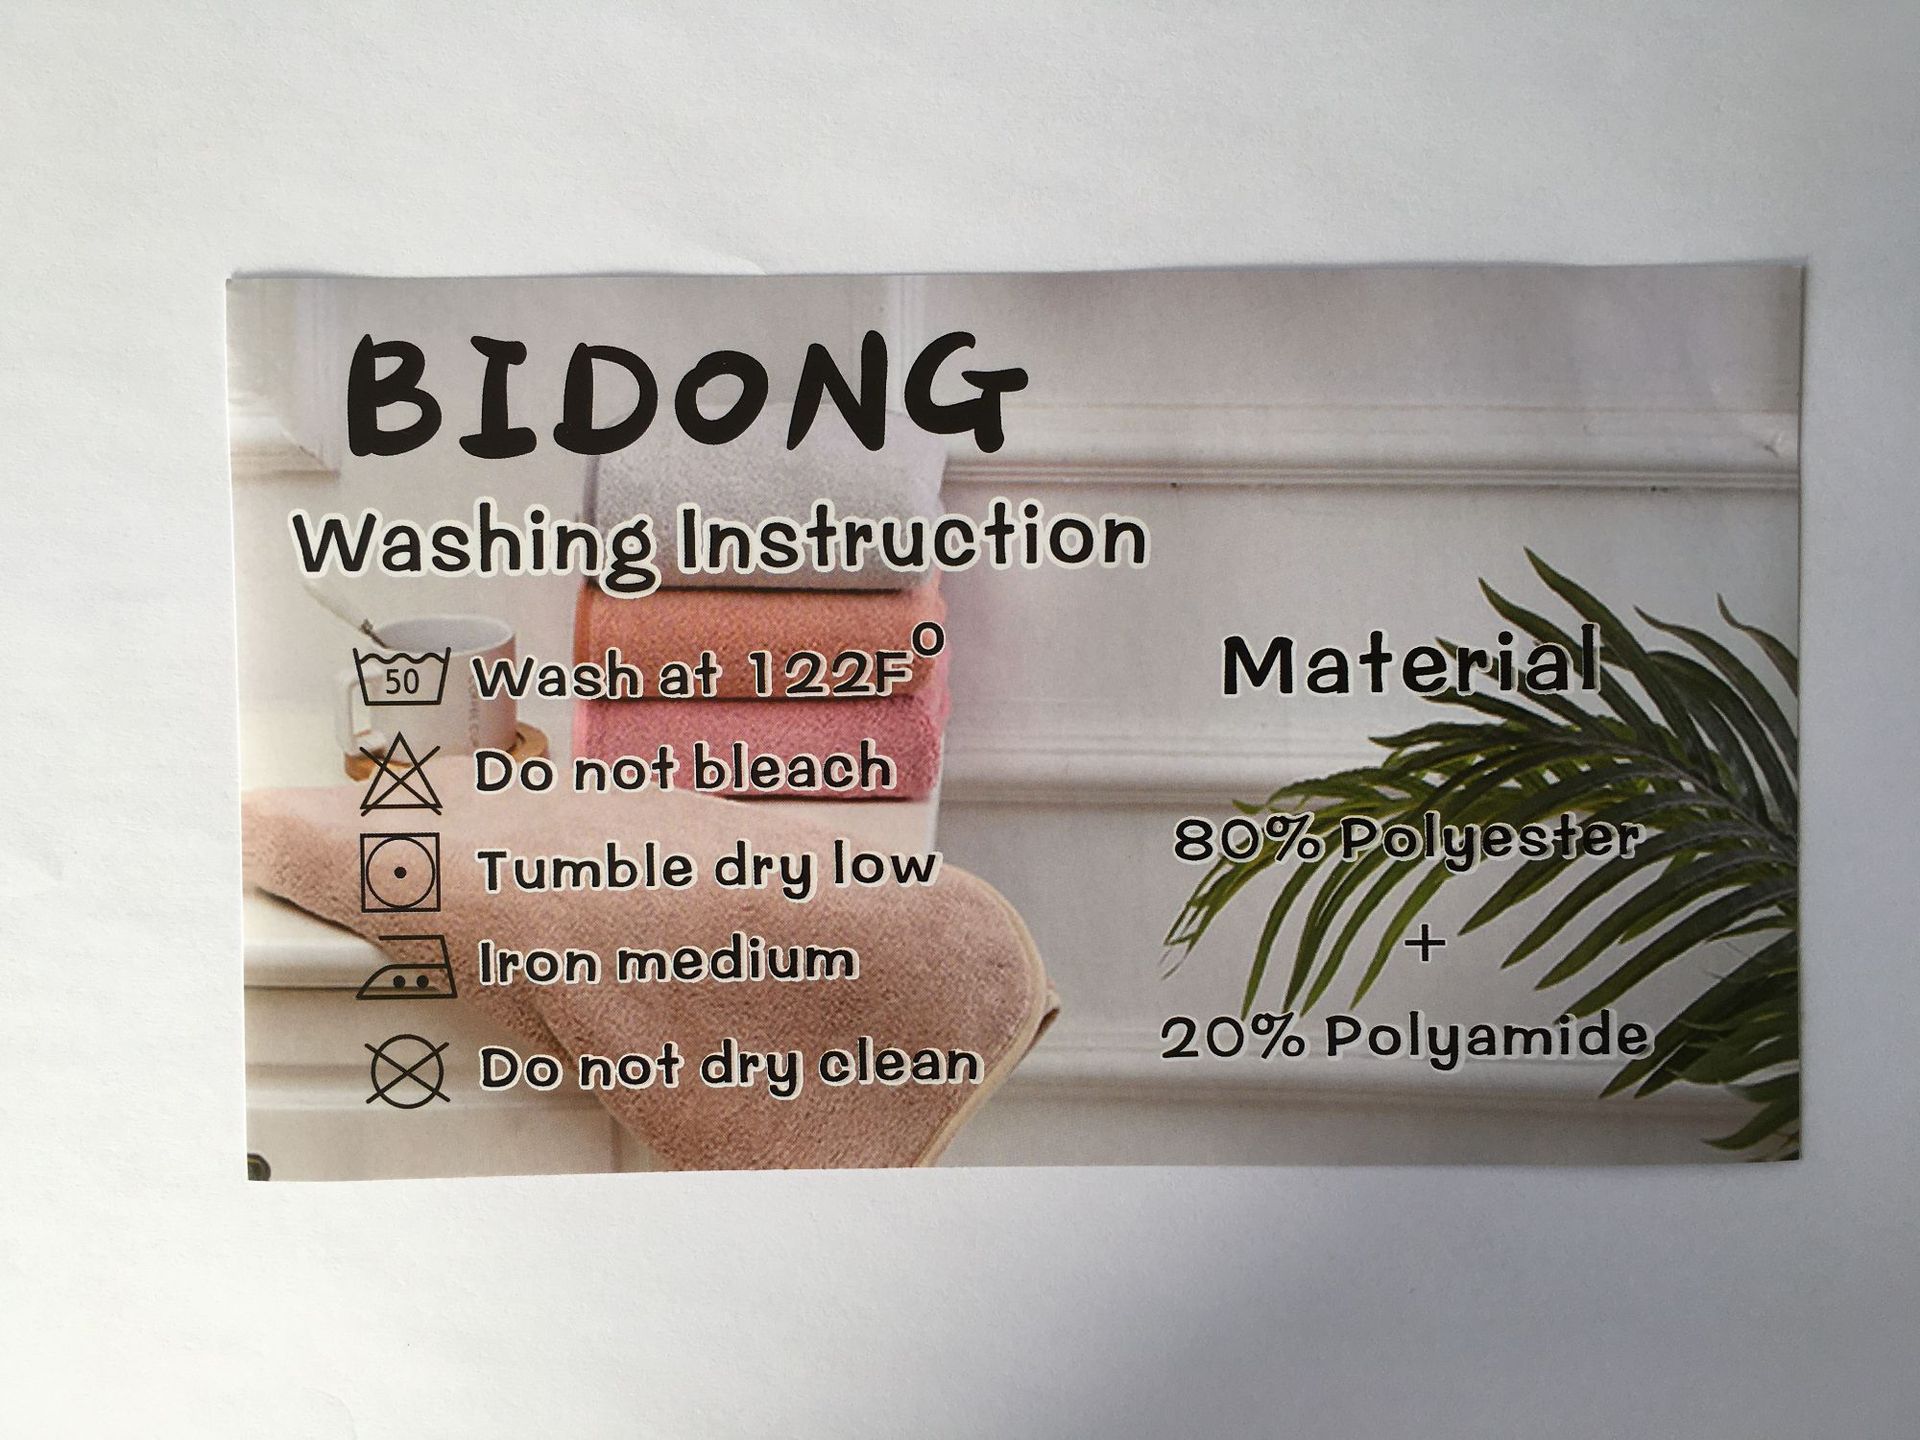 BIDONG
Washing Instruction
50 Wash at 122F°
Do not bleach
Tumble dry low
Iron medium
Do not dry clean
Material
80% Polyester
+
20% Polyamide